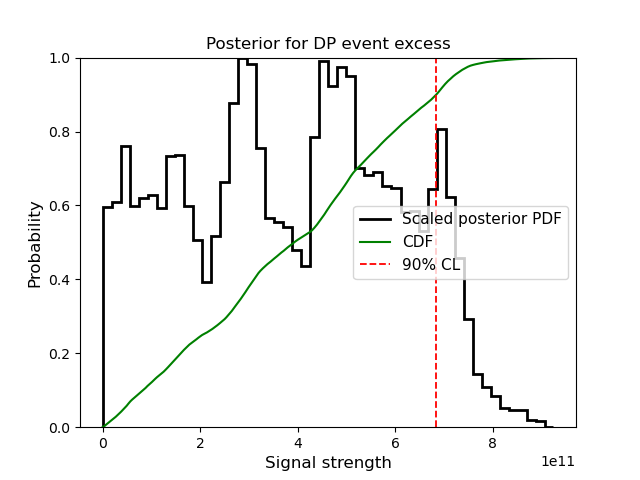 Posterior for DP event excess
1.0
0.8
0.6
0.4
0.2
0.0
Probability
Scaled posterior PDF
CDF
90% CL
0 2 4 6 8
1e11
Signal strength